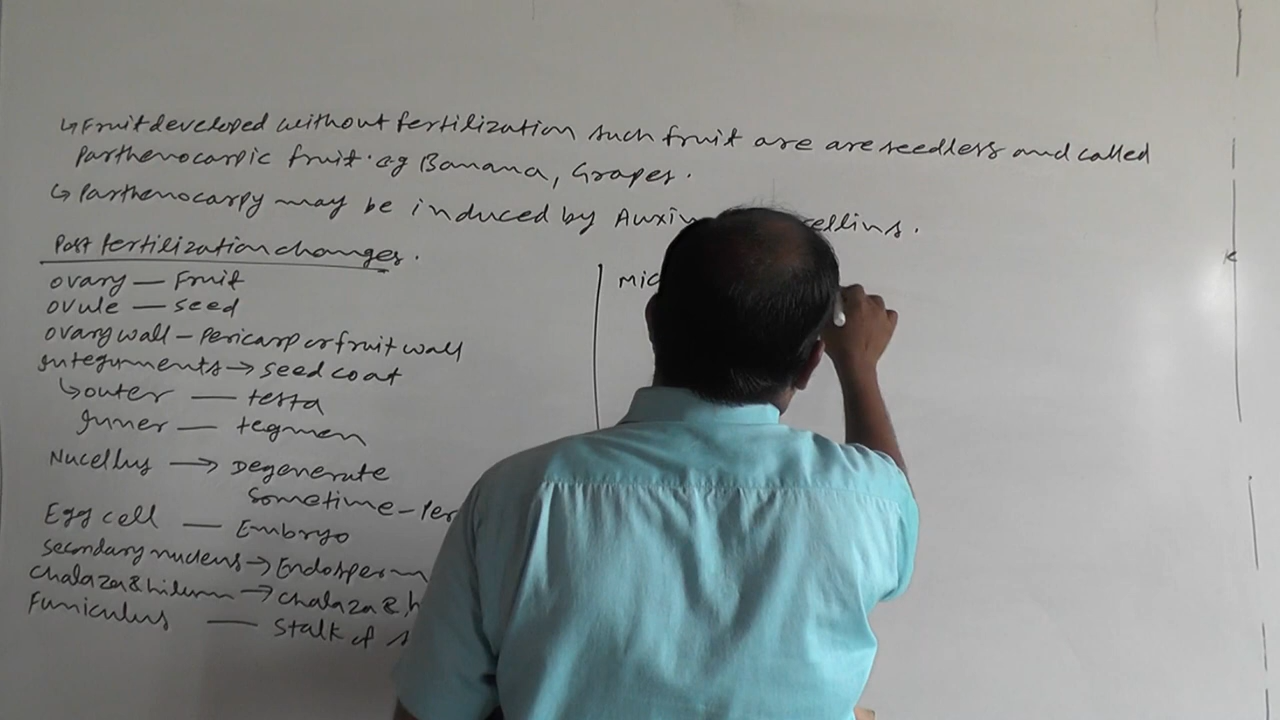 ↳ Fruit developed without fertilization such fruit are are seedless and called
Parthenocarpic fruit. eg Banana, Grapes.
↳ Parthenocarpy may be induced by Auxin ellins.
Post fertilization changes.
ovary — Fruit
ovule — seed
ovary wall - Pericarp or fruit wall
Integuments → seed coat
↳ outer — testa
Inner — tegmen
Nucellus → Degenerate
Sometime - Per
Egg cell — Embryo
secondary nucleus → Endosperm
chalaza & hilum → chalaza & h
Funiculus — Stalk of s
Mic